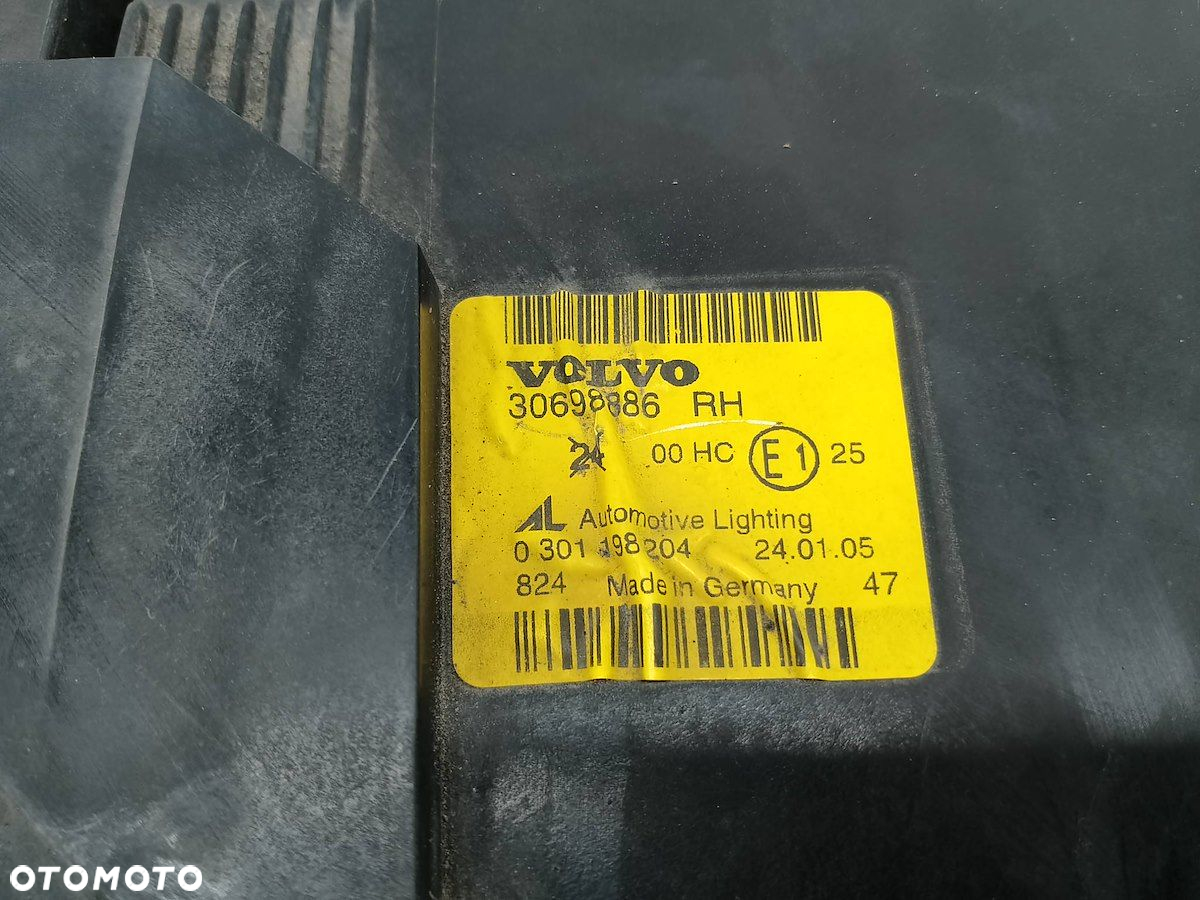 VOLVO
30698886 RH
24 00 HC E1 25
AL Automotive Lighting
0 301 198 204 24.01.05
824 Made in Germany 47
OTOMOTO